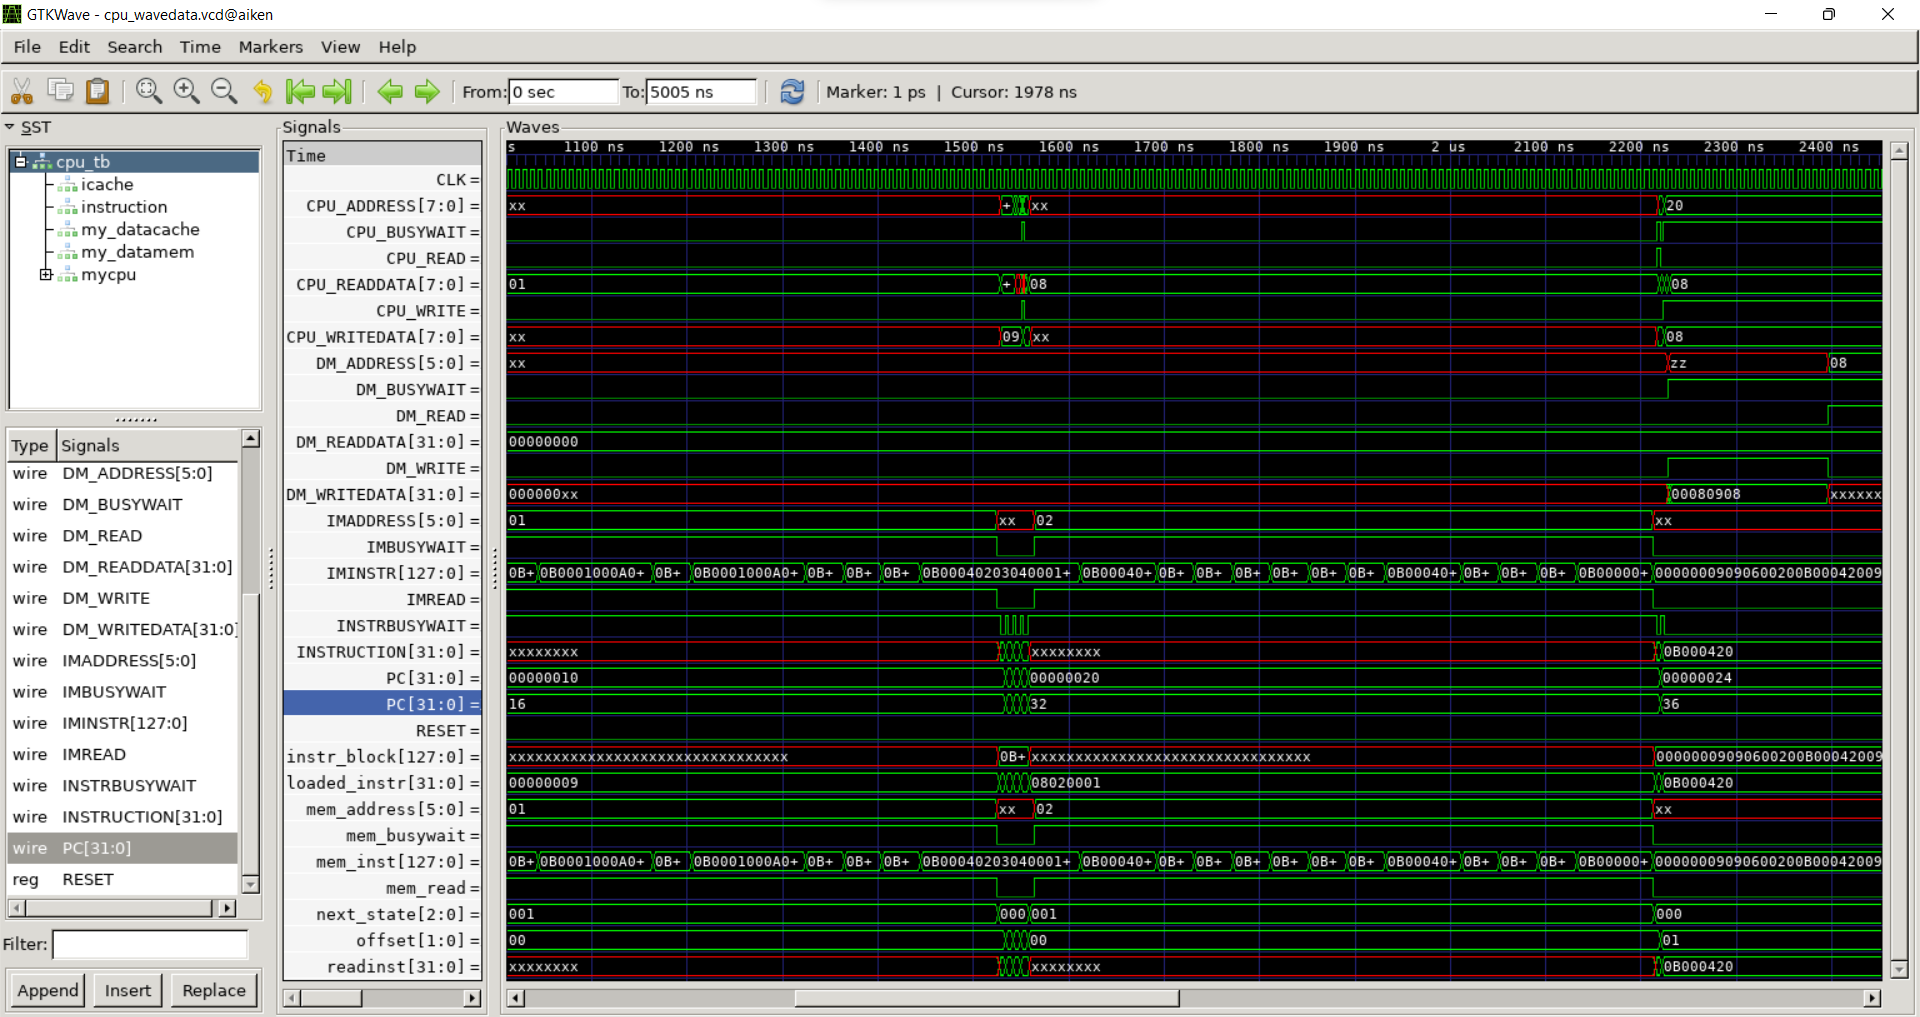 GTKWave - cpu_wavedata.vcd@aiken
File Edit Search Time Markers View Help
From: 0 sec To: 5005 ns Marker: 1 ps | Cursor: 1978 ns
SST
cpu_tb
icache
instruction
my_datacache
my_datamem
mycpu
Type Signals
wire DM_ADDRESS[5:0]
wire DM_BUSYWAIT
wire DM_READ
wire DM_READDATA[31:0]
wire DM_WRITE
wire DM_WRITEDATA[31:0]
wire IMADDRESS[5:0]
wire IMBUSYWAIT
wire IMINSTR[127:0]
wire IMREAD
wire INSTRBUSYWAIT
wire INSTRUCTION[31:0]
wire PC[31:0]
reg RESET
Filter:
Append Insert Replace
Signals
Time
CLK =
CPU_ADDRESS[7:0] =
CPU_BUSYWAIT =
CPU_READ =
CPU_READDATA[7:0] =
CPU_WRITE =
CPU_WRITEDATA[7:0] =
DM_ADDRESS[5:0] =
DM_BUSYWAIT =
DM_READ =
DM_READDATA[31:0] =
DM_WRITE =
DM_WRITEDATA[31:0] =
IMADDRESS[5:0] =
IMBUSYWAIT =
IMINSTR[127:0] =
IMREAD =
INSTRBUSYWAIT =
INSTRUCTION[31:0] =
PC[31:0] =
PC[31:0] =
RESET =
instr_block[127:0] =
loaded_instr[31:0] =
mem_address[5:0] =
mem_busywait =
mem_inst[127:0] =
mem_read =
next_state[2:0] =
offset[1:0] =
readinst[31:0] =
Waves
s 1100 ns 1200 ns 1300 ns 1400 ns 1500 ns 1600 ns 1700 ns 1800 ns 1900 ns 2 us 2100 ns 2200 ns 2300 ns 2400 ns
xx + xx 20
01 + 08 08
xx 09 xx 08
xx zz 08
00000000
000000xx 00080908 xxxxxx
01 xx 02 xx
0B+ 0B0001000A0+ 0B+ 0B0001000A0+ 0B+ 0B+ 0B+ 0B00040203040001+ 0B00040+ 0B+ 0B+ 0B+ 0B+ 0B+ 0B+ 0B00040+ 0B+ 0B+ 0B+ 0B00000+ 00000009090600200B00042009
xxxxxxxx xxxxxxxx 0B000420
00000010 00000020 00000024
16 32 36
xxxxxxxxxxxxxxxxxxxxxxxxxxxxxxxx 0B+ xxxxxxxxxxxxxxxxxxxxxxxxxxxxxxxx 00000009090600200B00042009
00000009 08020001 0B000420
01 xx 02 xx
0B+ 0B0001000A0+ 0B+ 0B0001000A0+ 0B+ 0B+ 0B+ 0B00040203040001+ 0B00040+ 0B+ 0B+ 0B+ 0B+ 0B+ 0B+ 0B00040+ 0B+ 0B+ 0B+ 0B00000+ 00000009090600200B00042009
001 000 001 000
00 00 01
xxxxxxxx xxxxxxxx 0B000420